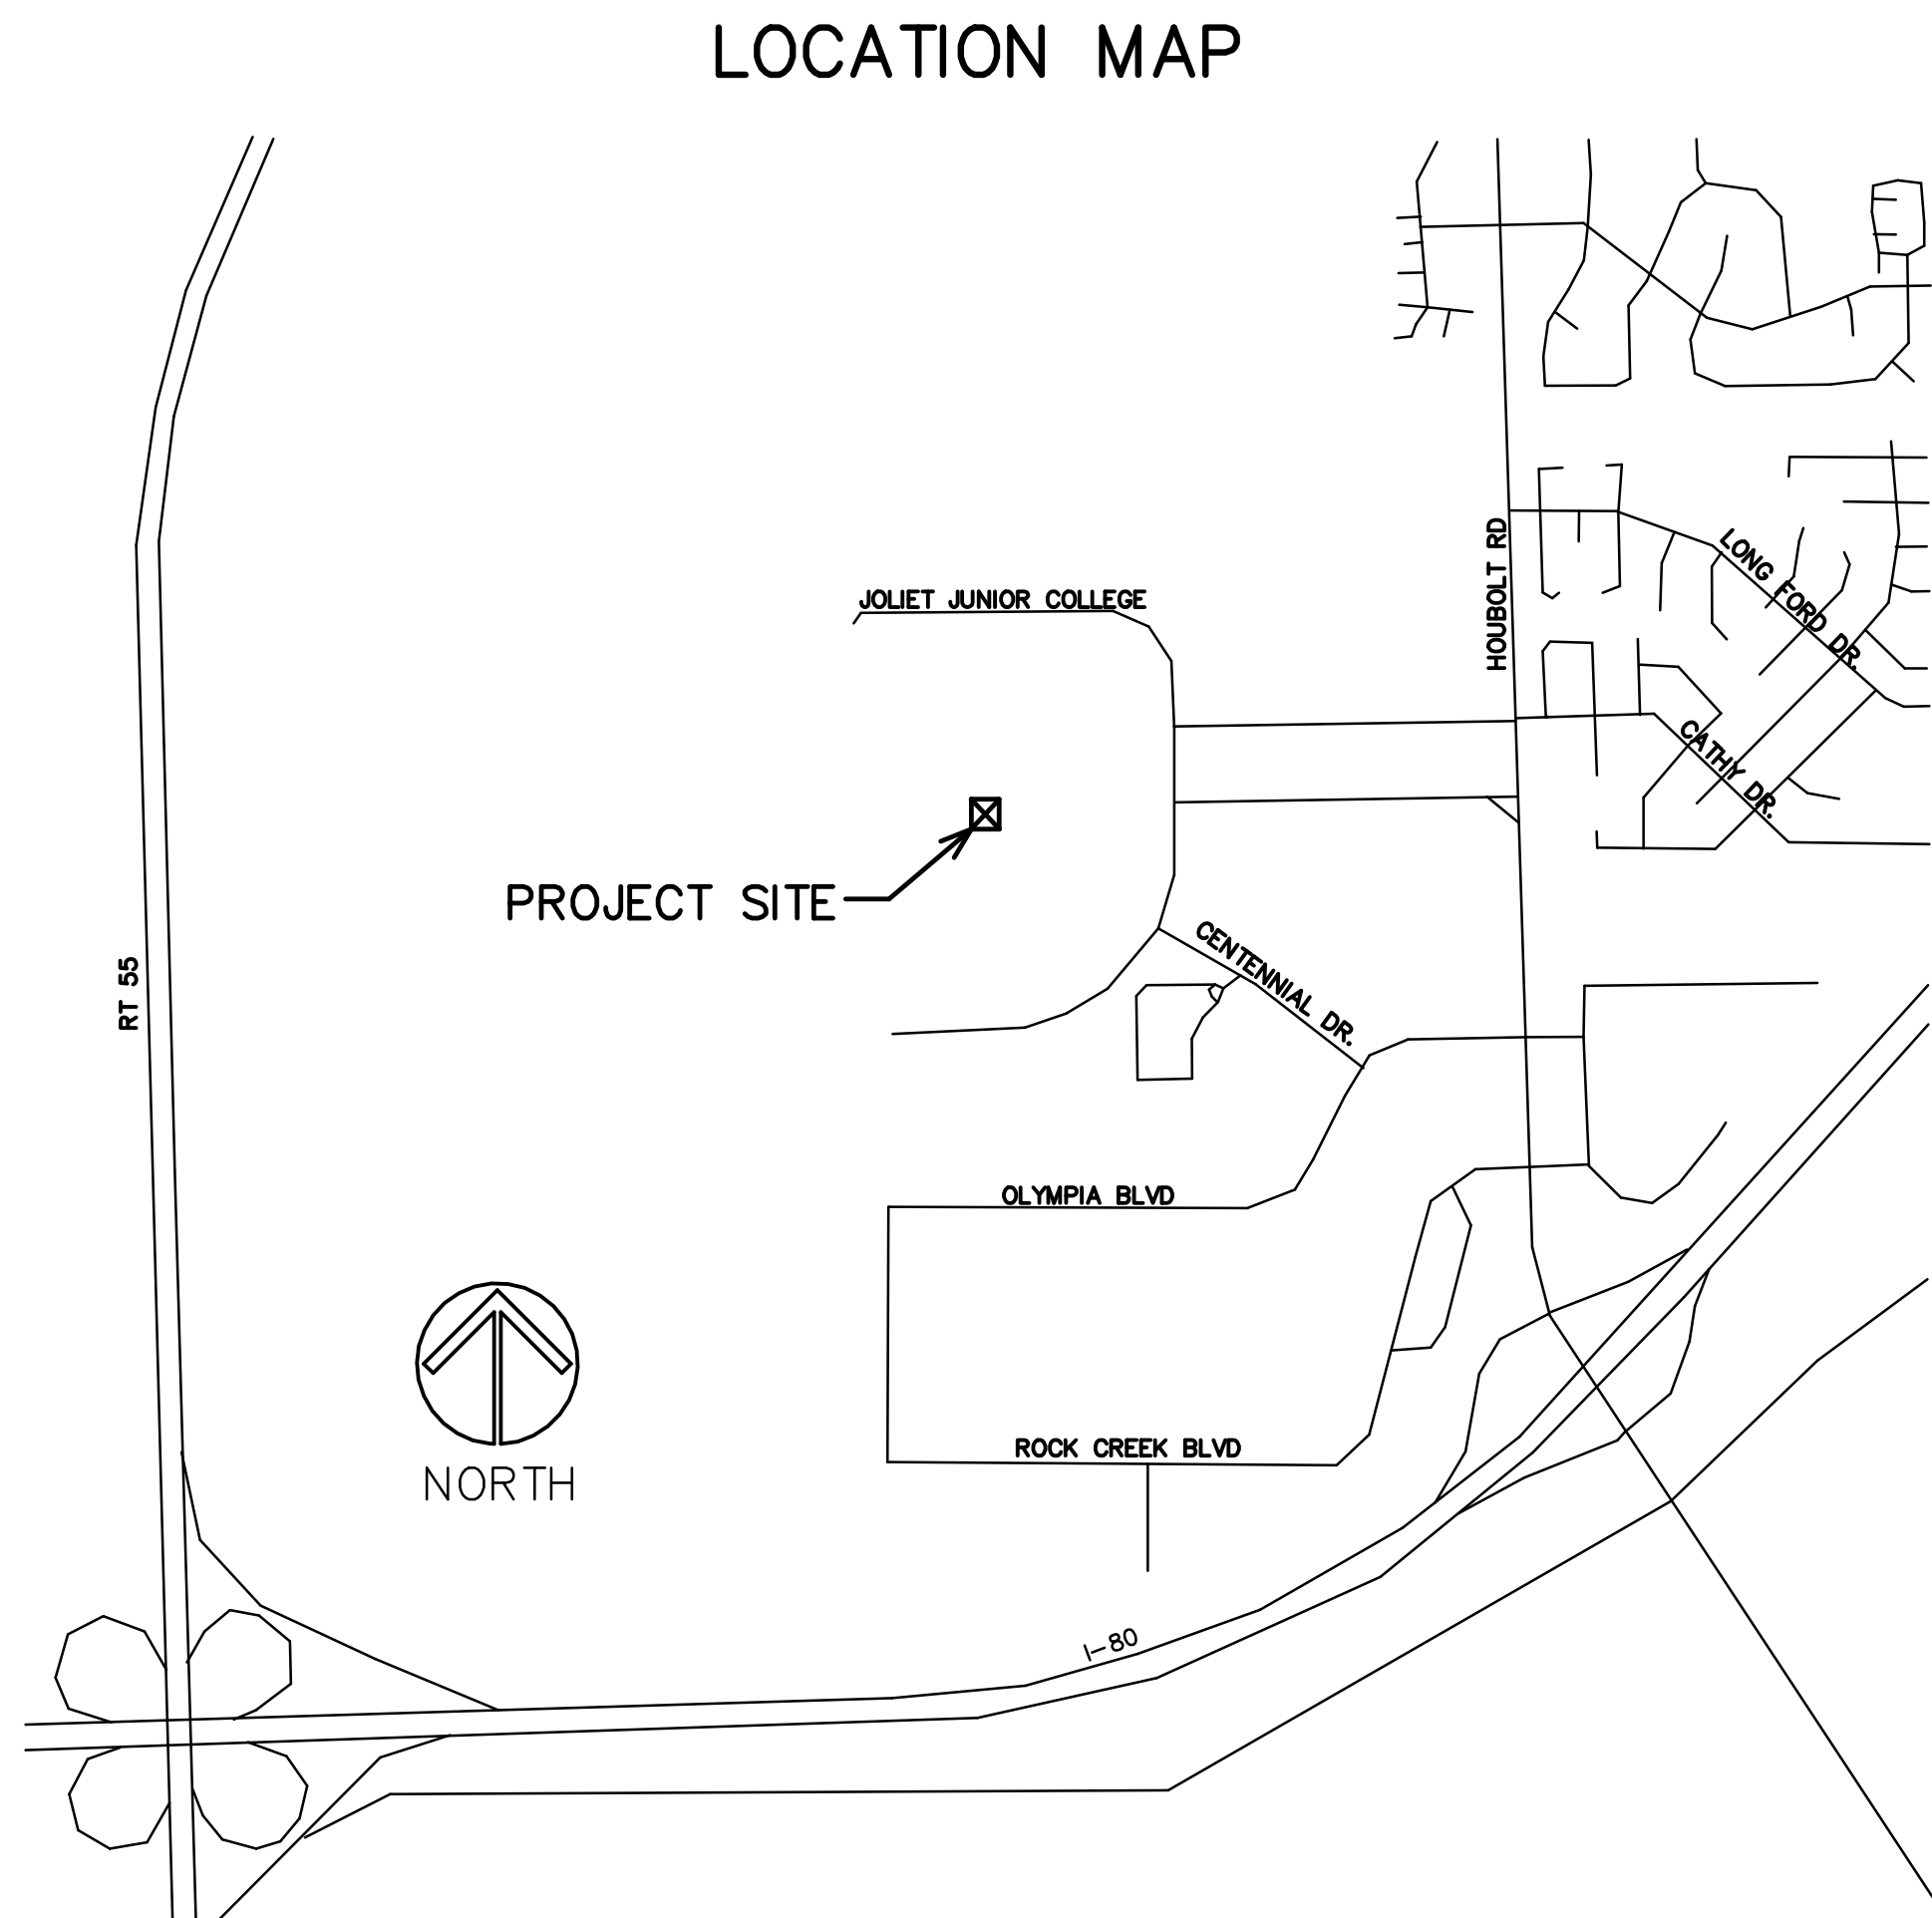 LOCATION MAP
HOUBOLT RD
LONG FORD DR.
JOLIET JUNIOR COLLEGE
CATHY DR.
PROJECT SITE
CENTENNIAL DR.
RT 55
OLYMPIA BLVD
ROCK CREEK BLVD
NORTH
I-80